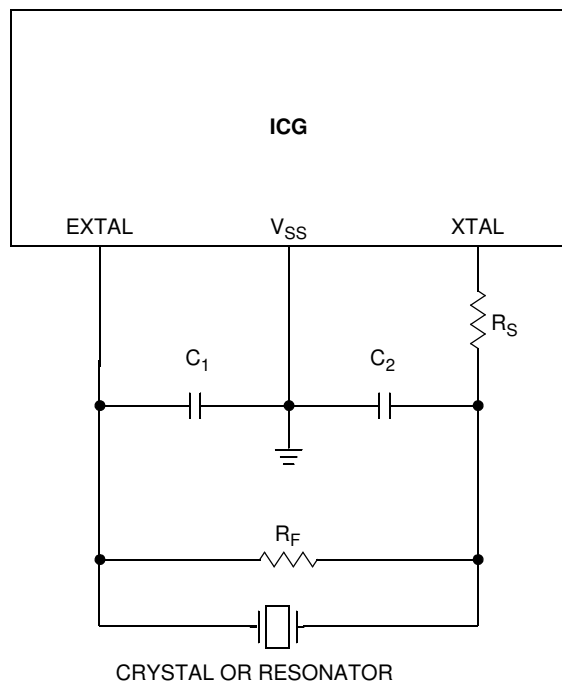 ICG
EXTAL
VSS
XTAL
RS
C1
C2
RF
CRYSTAL OR RESONATOR